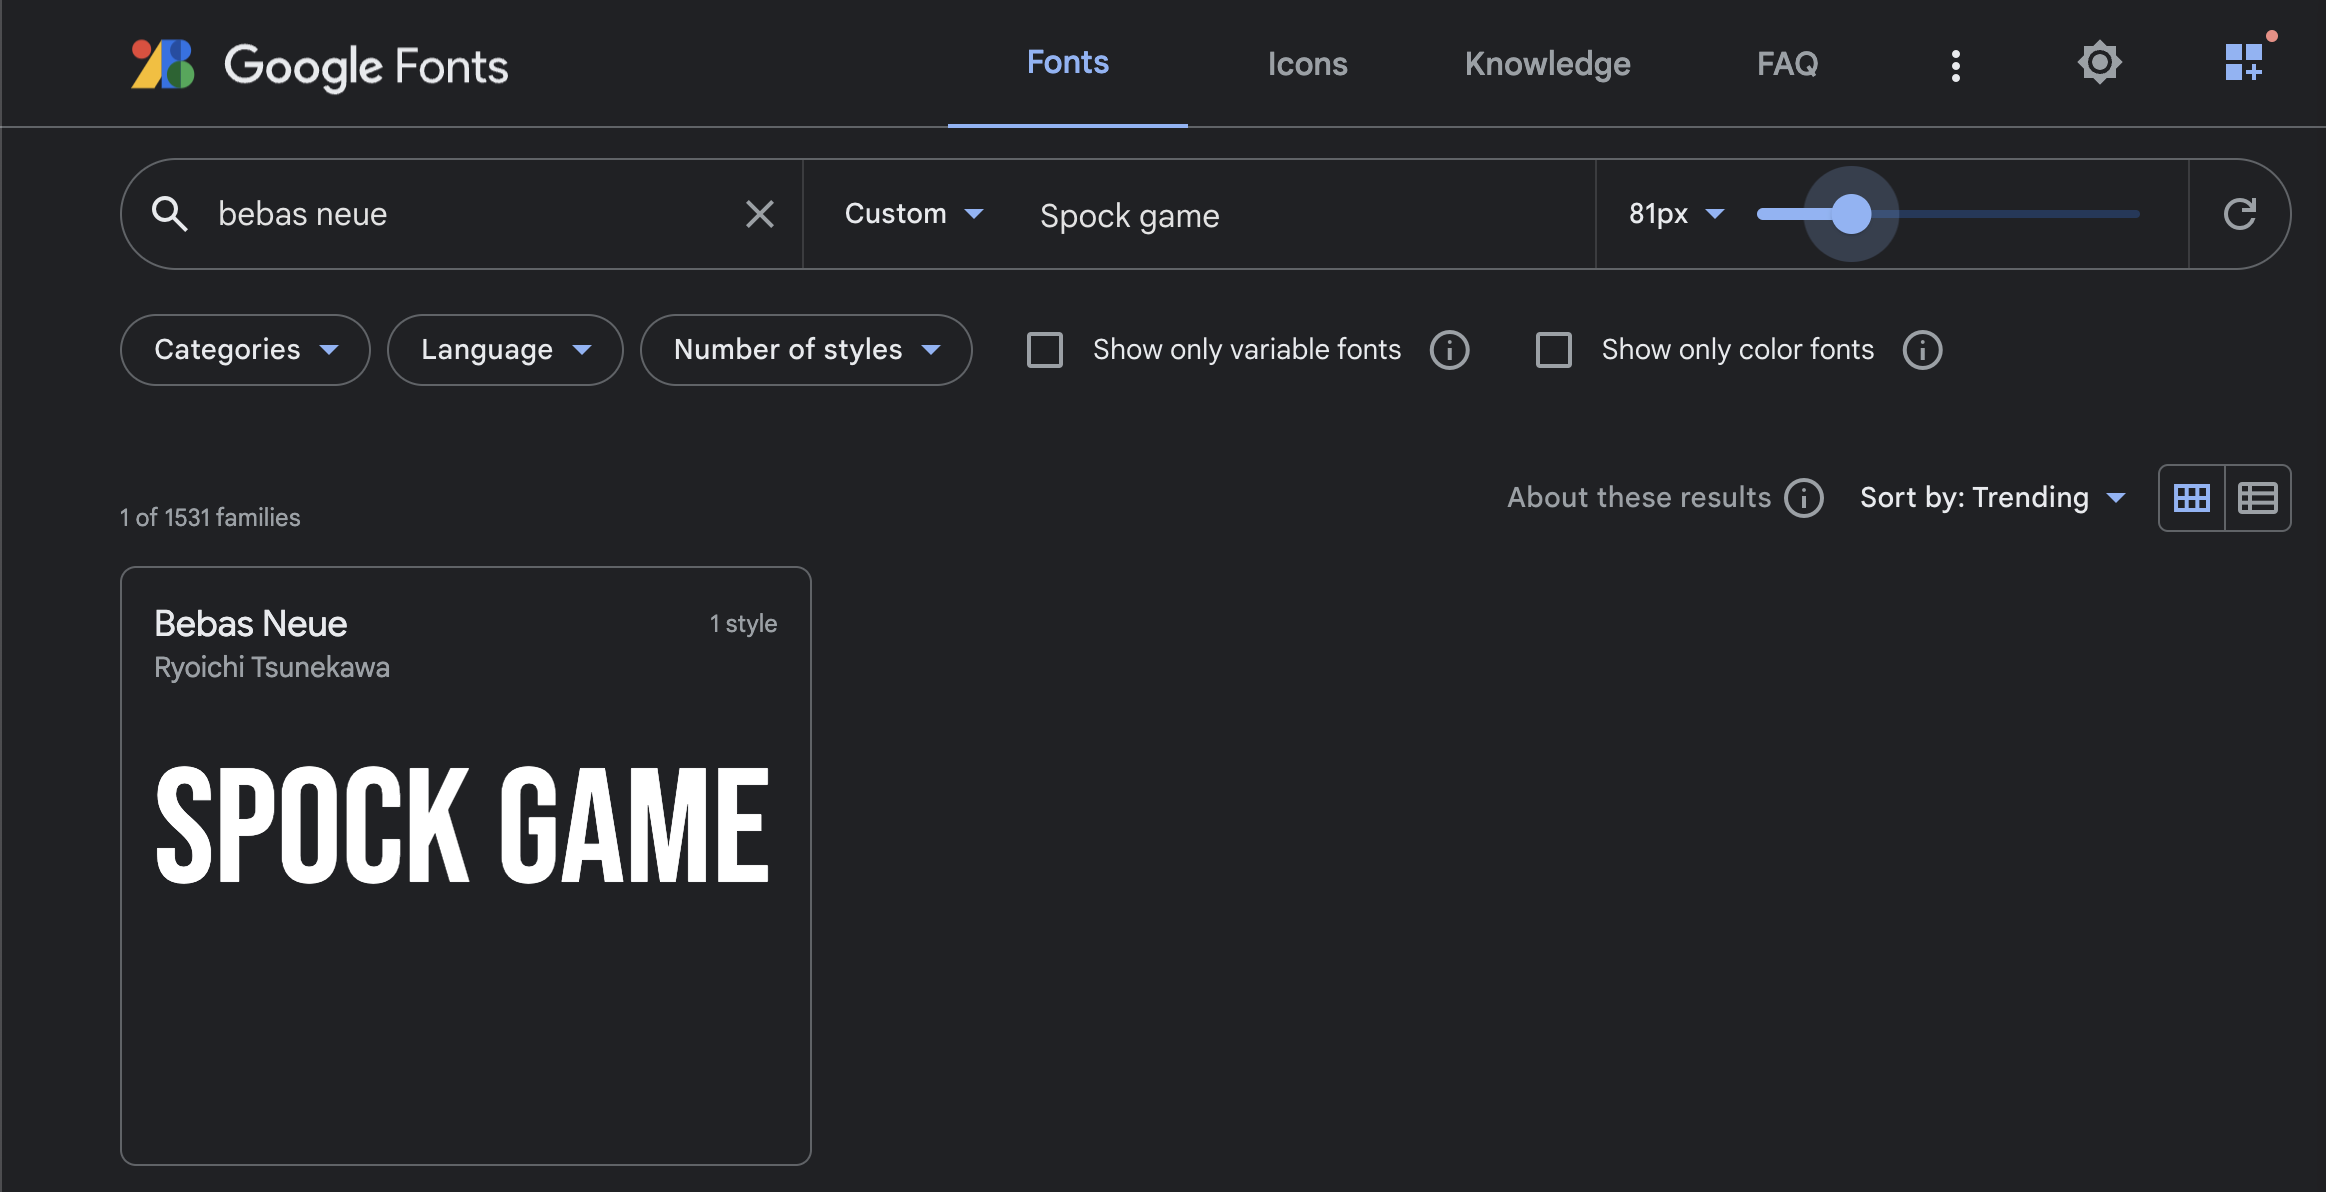 Google Fonts
Fonts
Icons
Knowledge
FAQ
bebas neue
Custom
Spock game
81px
Categories
Language
Number of styles
Show only variable fonts
Show only color fonts
1 of 1531 families
About these results
Sort by: Trending
Bebas Neue
1 style
Ryoichi Tsunekawa
SPOCK GAME